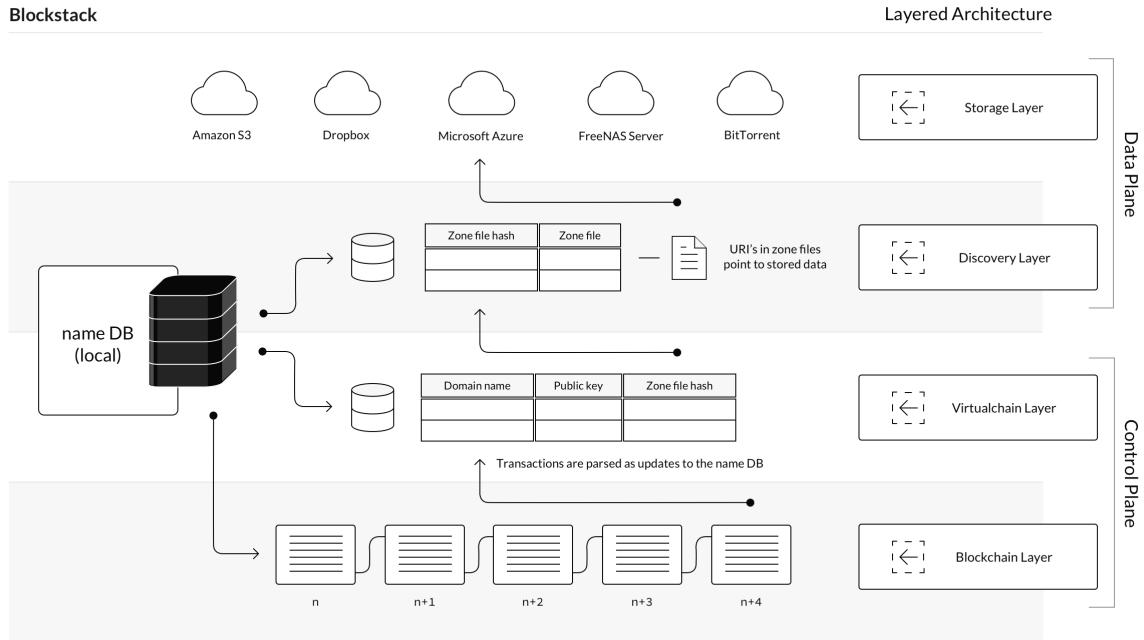 Blockstack
Layered Architecture
Amazon S3
Dropbox
Microsoft Azure
FreeNAS Server
BitTorrent
Storage Layer
Data Plane
Zone file hash
Zone file
URI's in zone files
point to stored data
Discovery Layer
name DB
(local)
Domain name
Public key
Zone file hash
Virtualchain Layer
Control Plane
Transactions are parsed as updates to the name DB
Blockchain Layer
n
n+1
n+2
n+3
n+4